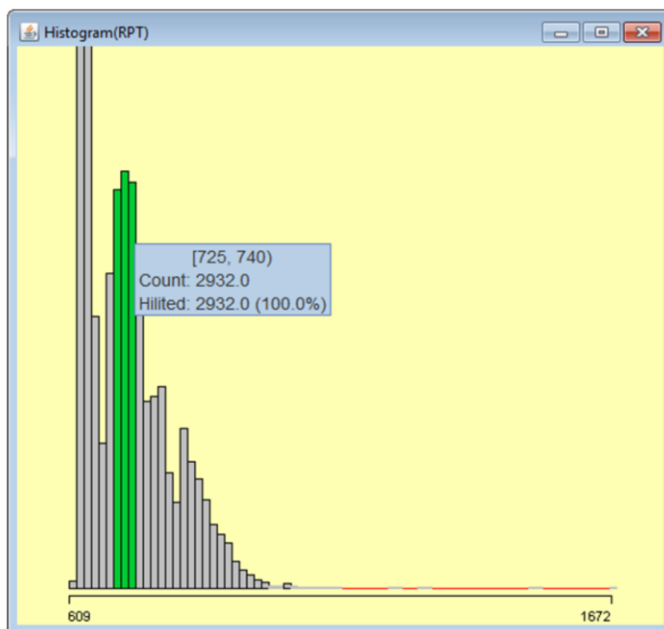 Histogram(RPT)
[725, 740)
Count: 2932.0
Hilited: 2932.0 (100.0%)
609 1672